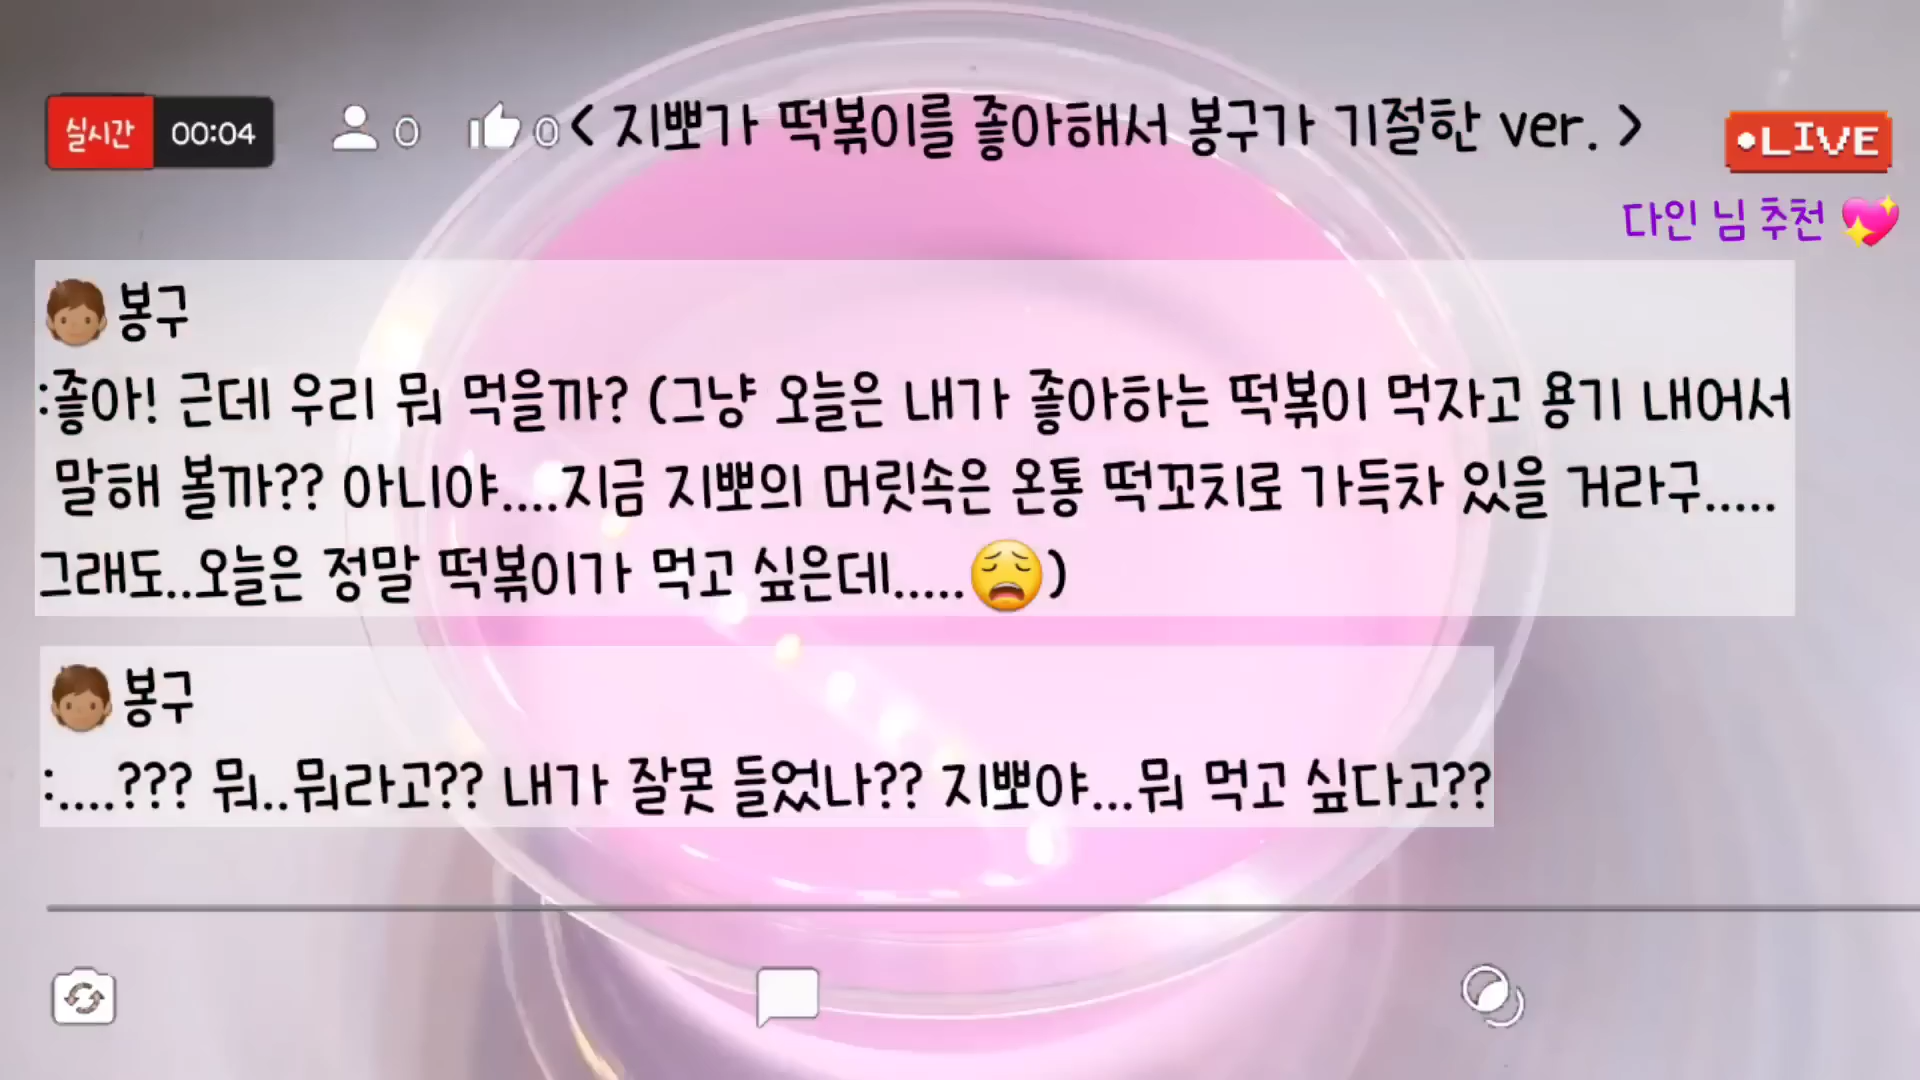 실시간 00:04 0 0 < 지뽀가 떡볶이를 좋아해서 봉구가 기절한 ver. >
•LIVE
다인 님 추천 💖
봉구
:좋아! 근데 우리 뭐 먹을까? (그냥 오늘은 내가 좋아하는 떡볶이 먹자고 용기 내어서
말해 볼까?? 아니야....지금 지뽀의 머릿속은 온통 떡꼬치로 가득차 있을 거라구.....
그래도..오늘은 정말 떡볶이가 먹고 싶은데.....😩)
봉구
:....??? 뭐..뭐라고?? 내가 잘못 들었나?? 지뽀야...뭐 먹고 싶다고??